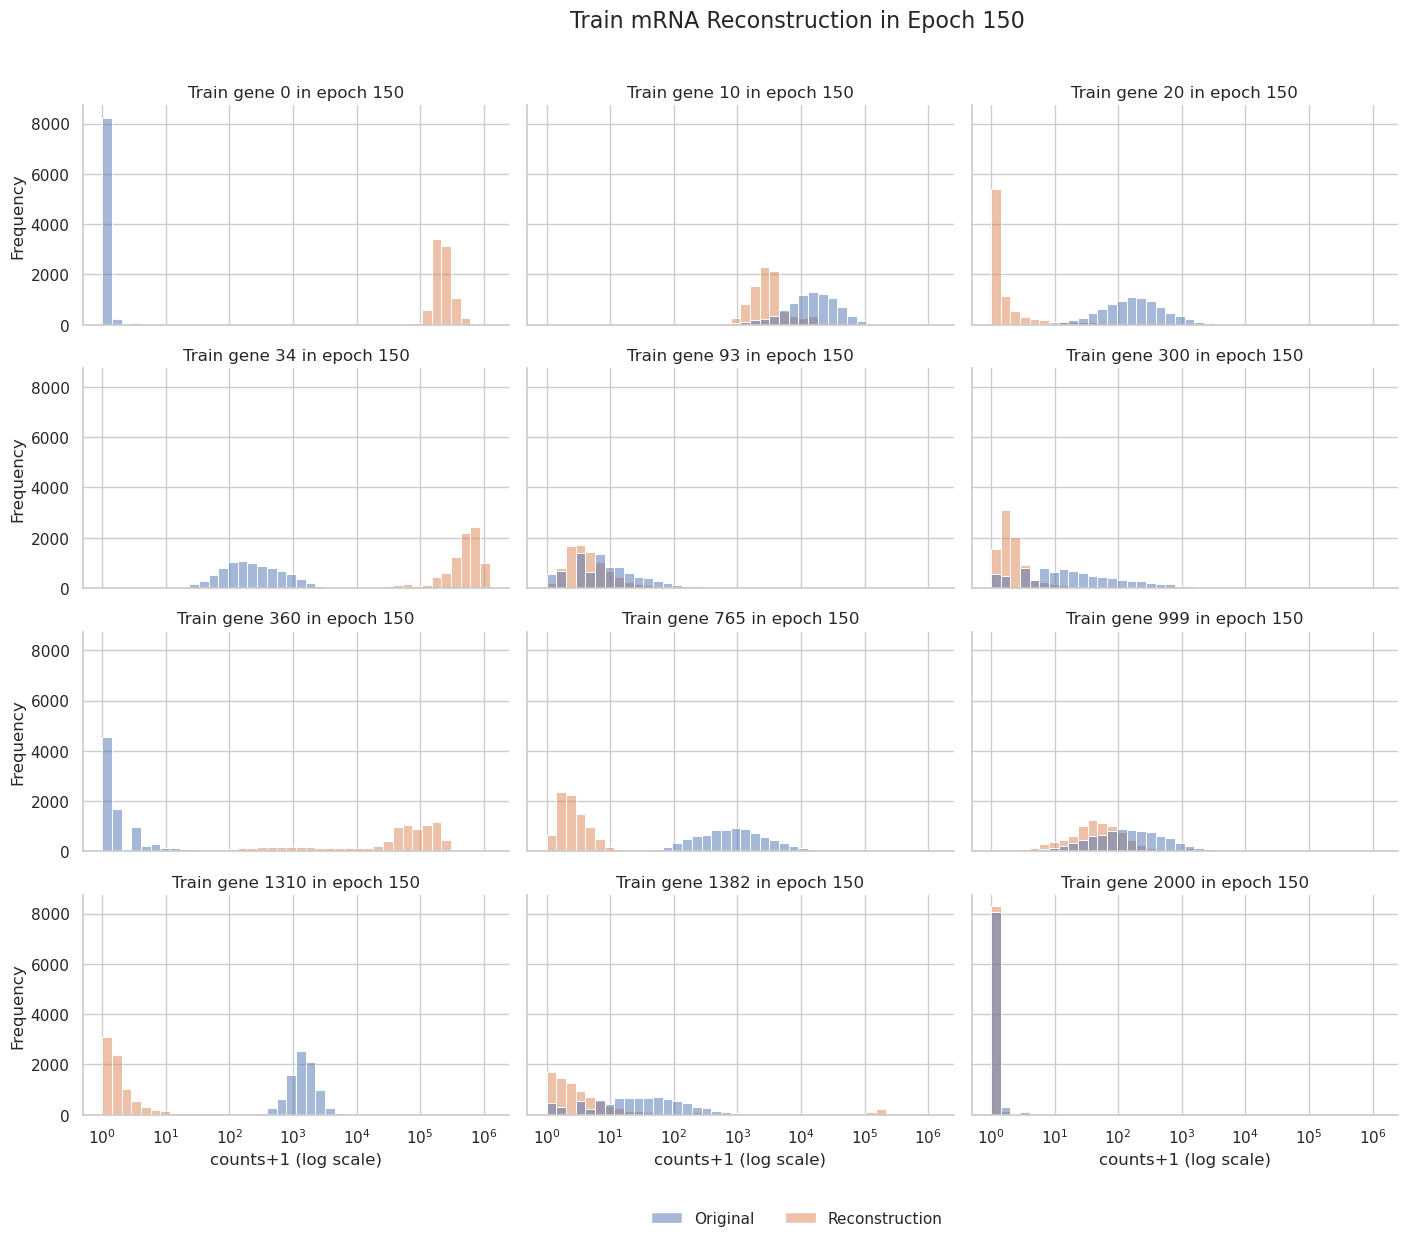 Train mRNA Reconstruction in Epoch 150
Train gene 0 in epoch 150
Train gene 10 in epoch 150
Train gene 20 in epoch 150
8000
6000
4000
2000
0
Frequency
Train gene 34 in epoch 150
Train gene 93 in epoch 150
Train gene 300 in epoch 150
8000
6000
4000
2000
0
Frequency
Train gene 360 in epoch 150
Train gene 765 in epoch 150
Train gene 999 in epoch 150
8000
6000
4000
2000
0
Frequency
Train gene 1310 in epoch 150
Train gene 1382 in epoch 150
Train gene 2000 in epoch 150
8000
6000
4000
2000
0
Frequency
10⁰ 10¹ 10² 10³ 10⁴ 10⁵ 10⁶
10⁰ 10¹ 10² 10³ 10⁴ 10⁵ 10⁶
10⁰ 10¹ 10² 10³ 10⁴ 10⁵ 10⁶
counts+1 (log scale)
counts+1 (log scale)
counts+1 (log scale)
Original
Reconstruction